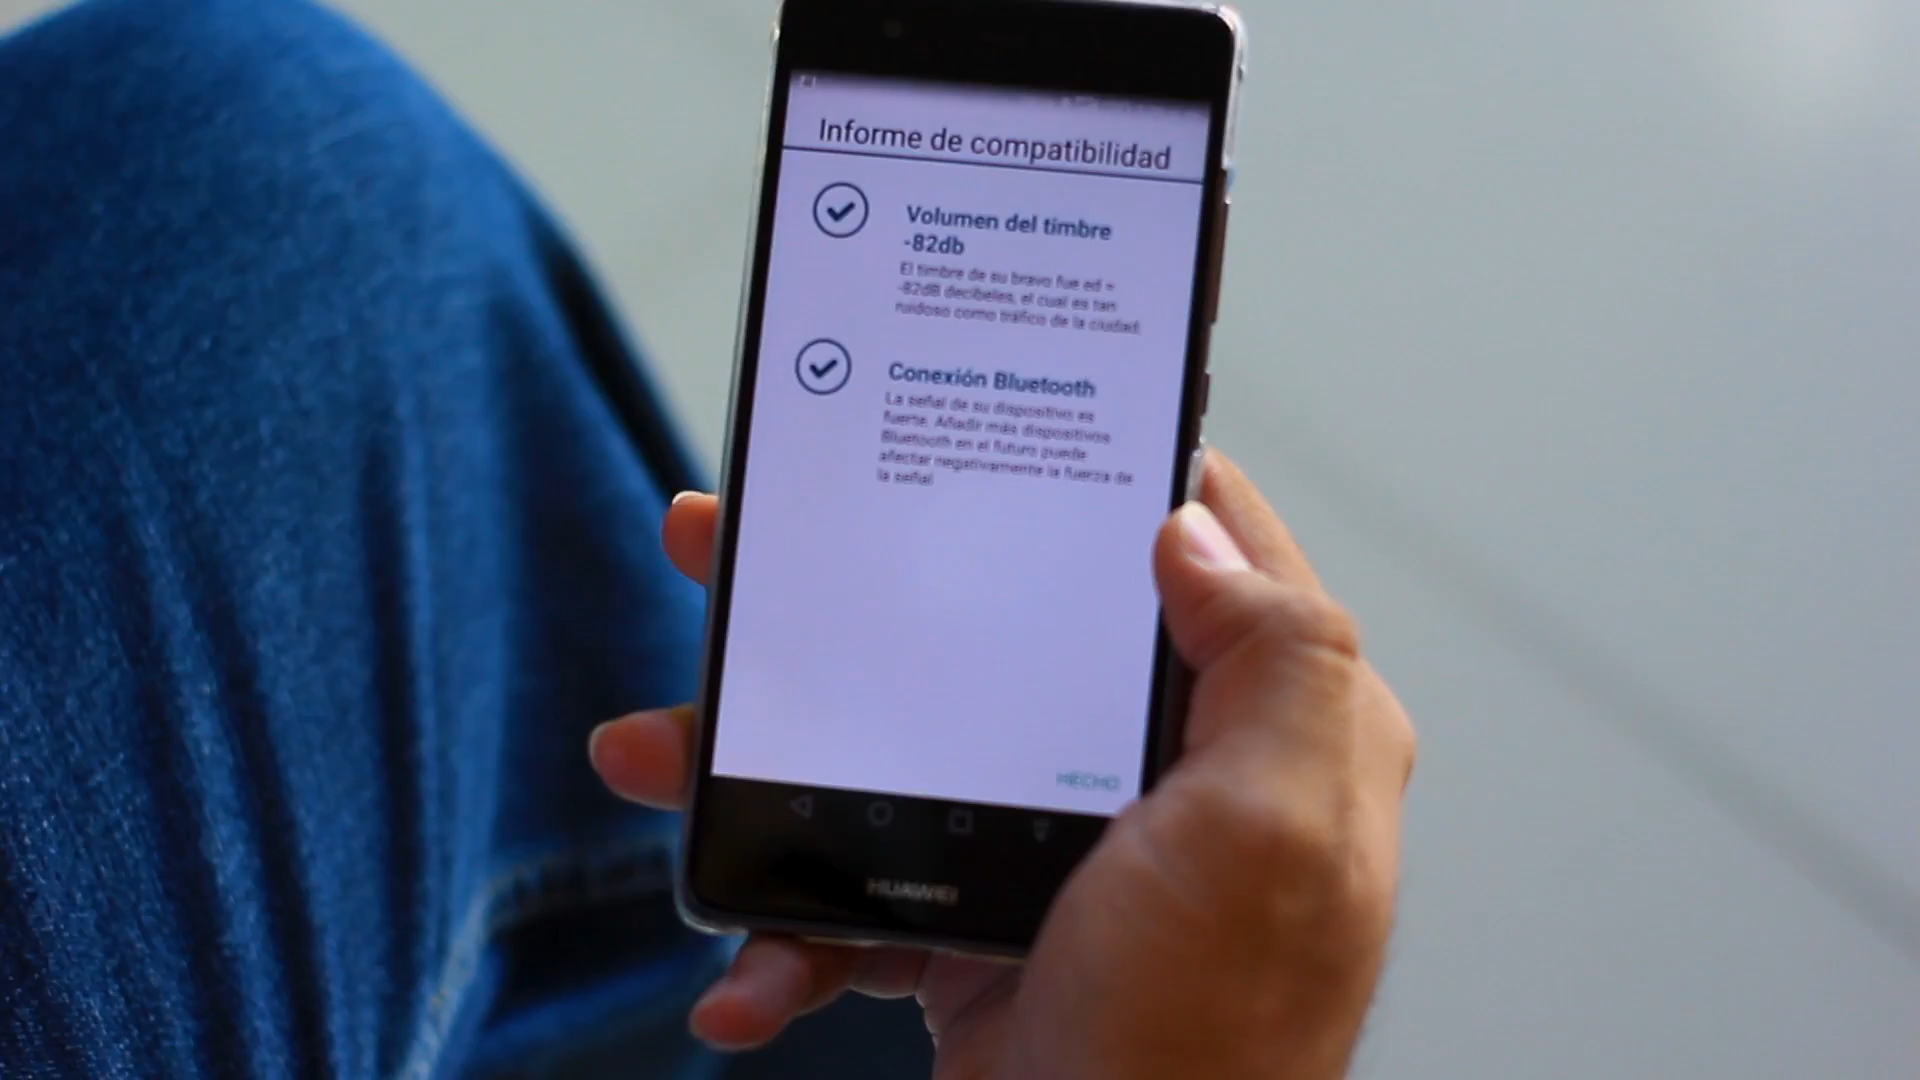 Informe de compatibilidad
Volumen del timbre
-82db
El timbre de su bravo fue ed =
-82dB decibeles, el cual es tan
ruidoso como tráfico de la ciudad.
Conexión Bluetooth
La señal de su dispositivo es
fuerte. Añadir más dispositivos
Bluetooth en el futuro puede
afectar negativamente la fuerza de
la señal
HECHO
HUAWEI